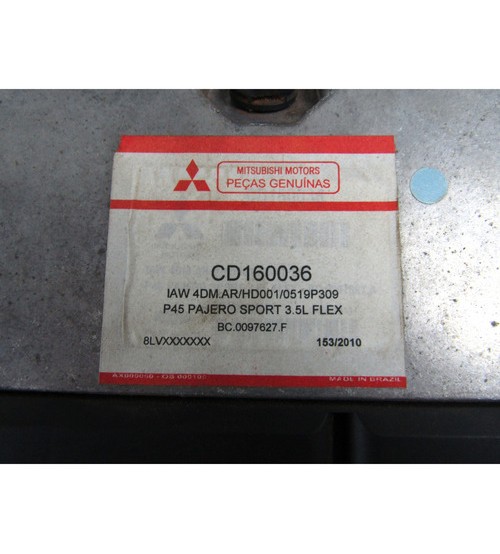 MITSUBISHI MOTORS
PEÇAS GENUÍNAS
CD160036
IAW 4DM.AR/HD001/0519P309
P45 PAJERO SPORT 3.5L FLEX
BC.0097627.F
8LVXXXXXXX 153/2010
MADE IN BRAZIL